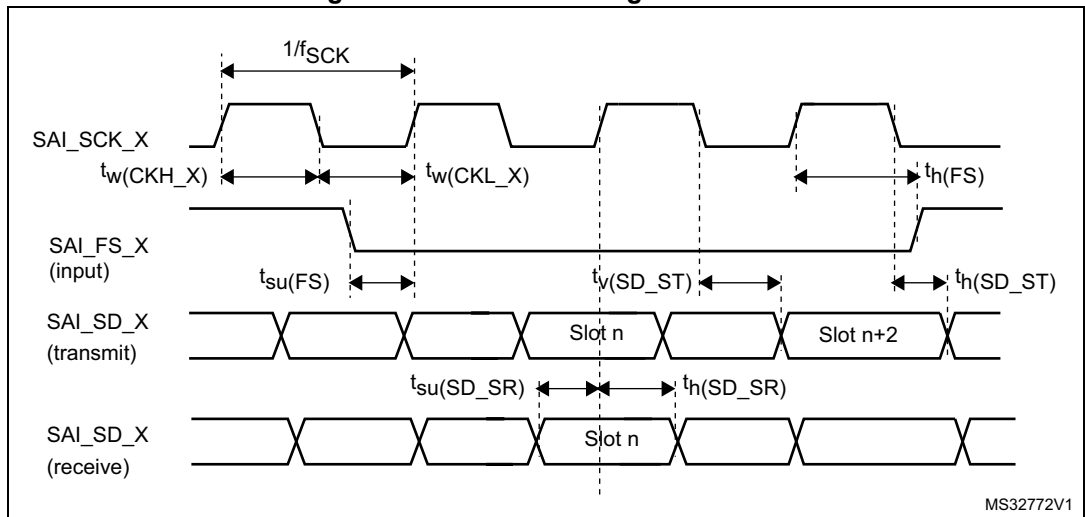 1/fSCK
SAI_SCK_X
tw(CKH_X)
tw(CKL_X)
th(FS)
SAI_FS_X
(input)
tsu(FS)
tv(SD_ST)
th(SD_ST)
SAI_SD_X
(transmit)
Slot n
Slot n+2
tsu(SD_SR)
th(SD_SR)
SAI_SD_X
(receive)
Slot n
MS32772V1